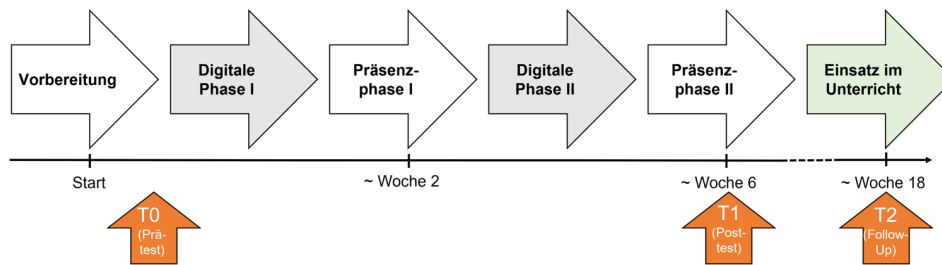 Vorbereitung
Digitale
Phase I
Präsenz-
phase I
Digitale
Phase II
Präsenz-
phase II
Einsatz im
Unterricht
Start
~ Woche 2
~ Woche 6
~ Woche 18
T0
(Prä-
test)
T1
(Post-
test)
T2
(Follow-
Up)